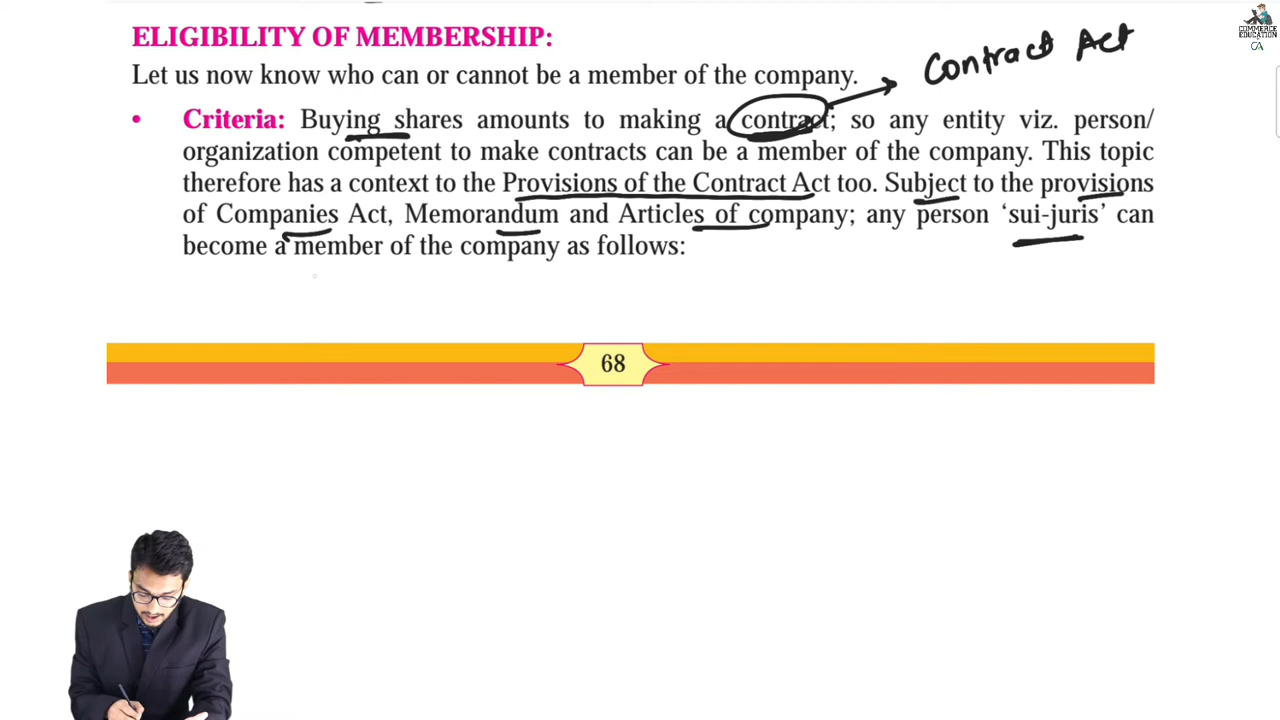 ELIGIBILITY OF MEMBERSHIP:
Contract Act
COMMERCE
EDUCATION
CA
Let us now know who can or cannot be a member of the company.
• Criteria: Buying shares amounts to making a contract; so any entity viz. person/
organization competent to make contracts can be a member of the company. This topic
therefore has a context to the Provisions of the Contract Act too. Subject to the provisions
of Companies Act, Memorandum and Articles of company; any person ‘sui-juris’ can
become a member of the company as follows:
68